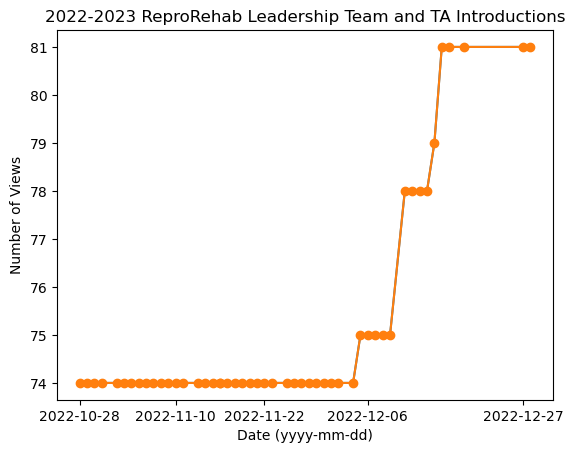 2022-2023 ReproRehab Leadership Team and TA Introductions
81
80
79
78
77
76
75
74
Number of Views
2022-10-28 2022-11-10 2022-11-22 2022-12-06 2022-12-27
Date (yyyy-mm-dd)